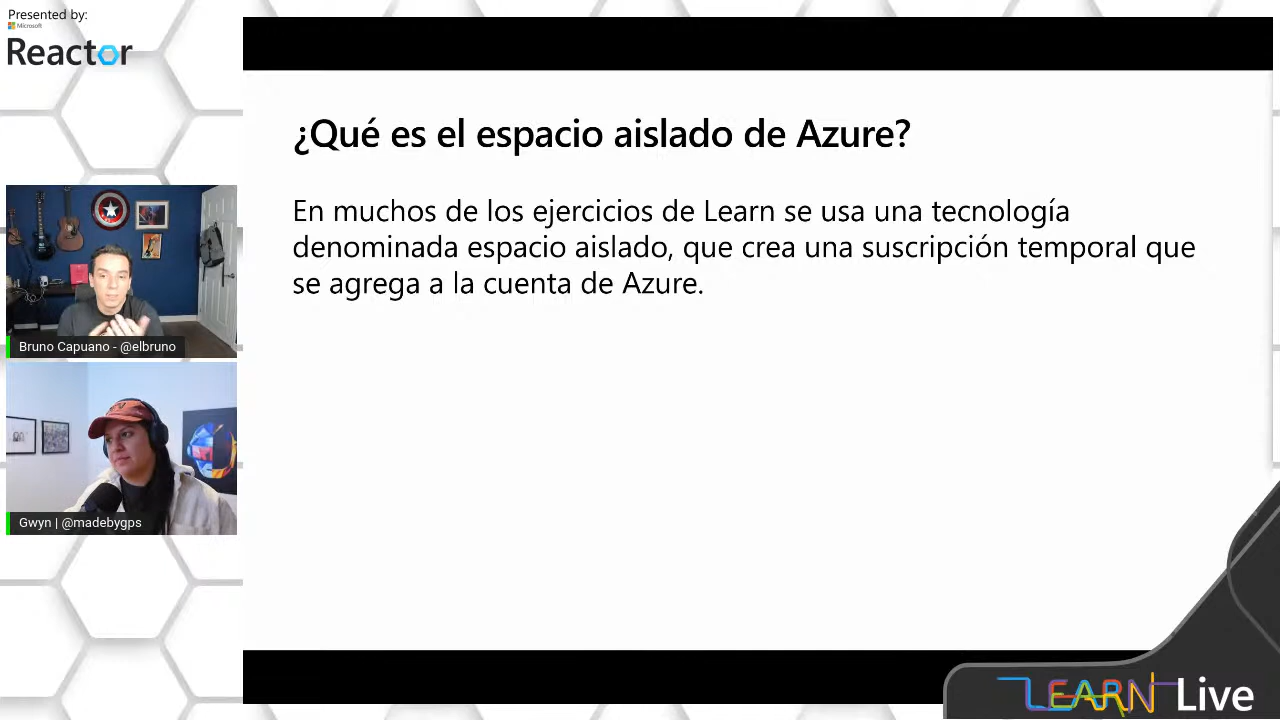 Presented by:
Microsoft
Reactor
¿Qué es el espacio aislado de Azure?
En muchos de los ejercicios de Learn se usa una tecnología
denominada espacio aislado, que crea una suscripción temporal que
se agrega a la cuenta de Azure.
Bruno Capuano - @elbruno
Gwyn | @madebygps
LEARN Live